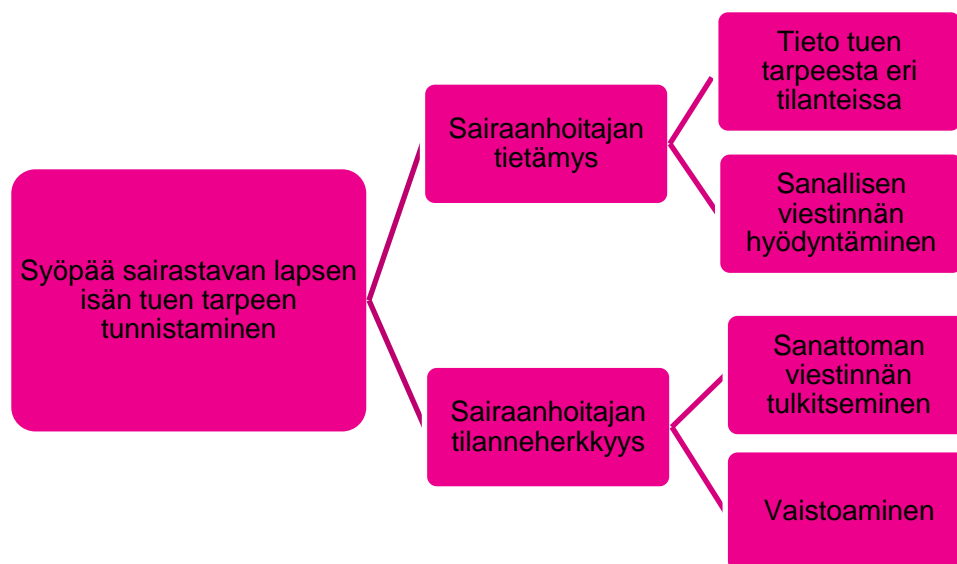 Syöpää sairastavan lapsen
isän tuen tarpeen
tunnistaminen
Sairaanhoitajan
tietämys
Tieto tuen
tarpeesta eri
tilanteissa
Sanallisen
viestinnän
hyödyntäminen
Sairaanhoitajan
tilanneherkkyys
Sanattoman
viestinnän
tulkitseminen
Vaistoaminen